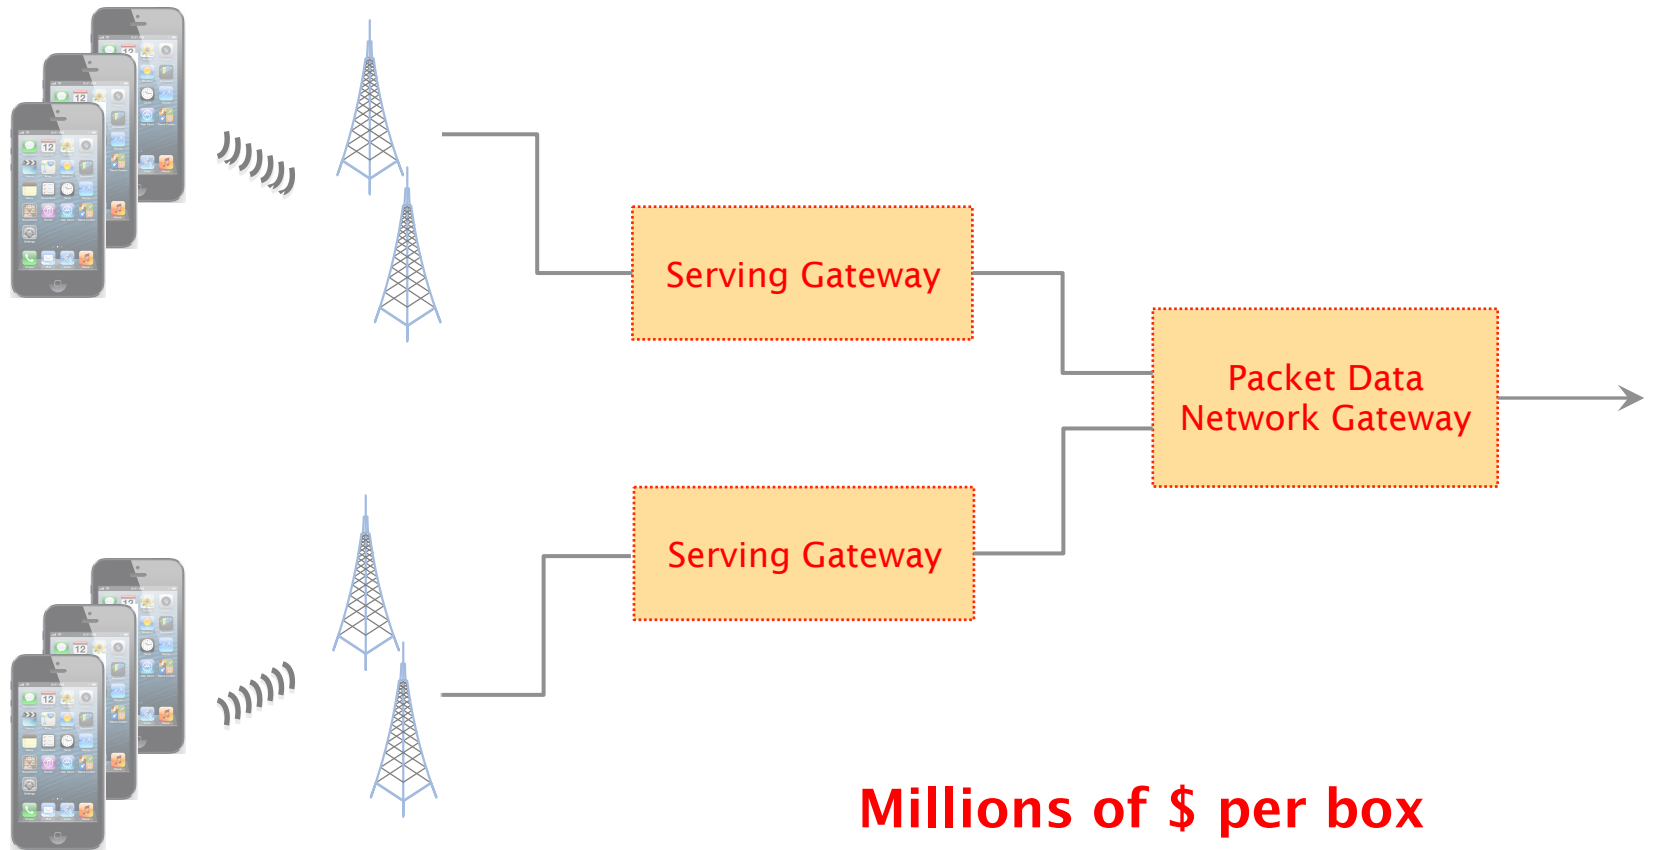 Serving Gateway
Packet Data
Network Gateway
Serving Gateway
Millions of $ per box